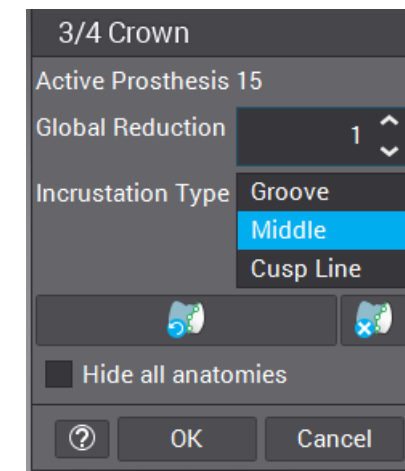 3/4 Crown
Active Prosthesis 15
Global Reduction 1
Incrustation Type Groove
Middle
Cusp Line
Hide all anatomies
? OK Cancel